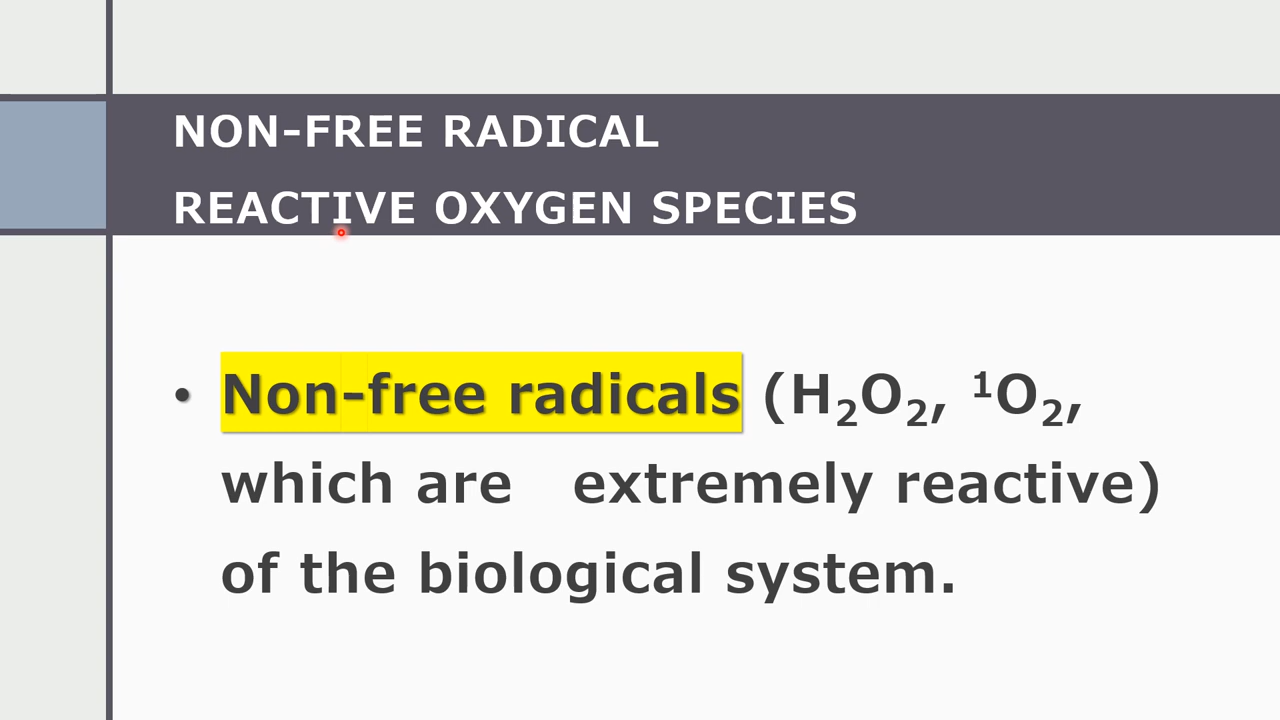 NON-FREE RADICAL
REACTIVE OXYGEN SPECIES
• Non-free radicals (H₂O₂, ¹O₂,
which are extremely reactive)
of the biological system.